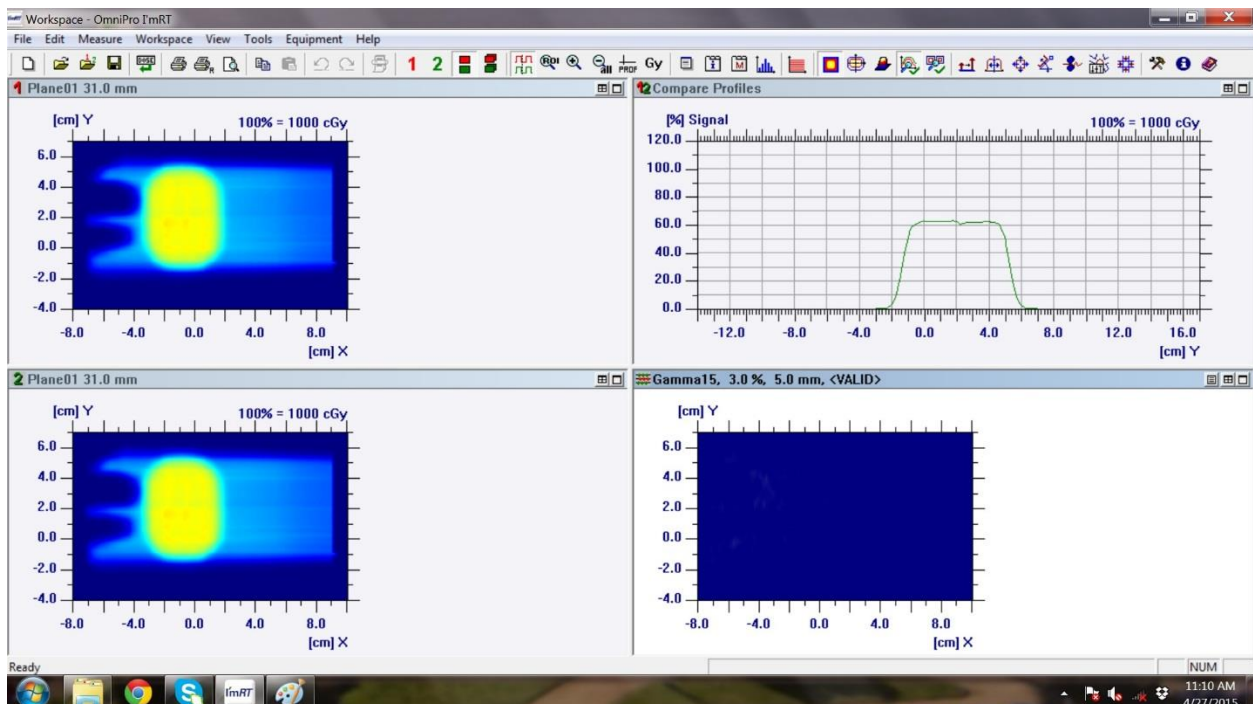 I'mRT Workspace - OmniPro I'mRT
File Edit Measure Workspace View Tools Equipment Help
1 2 ROI all PROF Gy M
1 Plane01 31.0 mm
[cm] Y 100% = 1000 cGy
6.0
4.0
2.0
0.0
-2.0
-4.0
-8.0 -4.0 0.0 4.0 8.0
[cm] X
12 Compare Profiles
[%] Signal 100% = 1000 cGy
120.0
100.0
80.0
60.0
40.0
20.0
0.0
-12.0 -8.0 -4.0 0.0 4.0 8.0 12.0 16.0
[cm] Y
2 Plane01 31.0 mm
[cm] Y 100% = 1000 cGy
6.0
4.0
2.0
0.0
-2.0
-4.0
-8.0 -4.0 0.0 4.0 8.0
[cm] X
Gamma15, 3.0 %, 5.0 mm, <VALID>
[cm] Y
6.0
4.0
2.0
0.0
-2.0
-4.0
-8.0 -4.0 0.0 4.0 8.0
[cm] X
Ready NUM
I'mRT 11:10 AM
4/27/2015